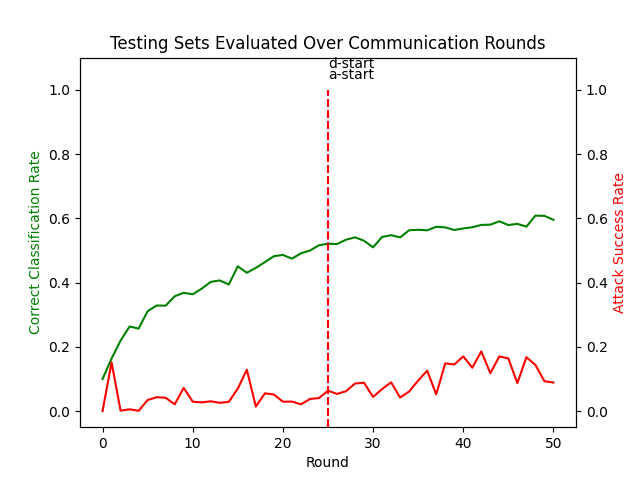 Testing Sets Evaluated Over Communication Rounds
d-start
a-start
1.0
0.8
0.6
0.4
0.2
0.0
Correct Classification Rate
1.0
0.8
0.6
0.4
0.2
0.0
Attack Success Rate
0 10 20 30 40 50
Round